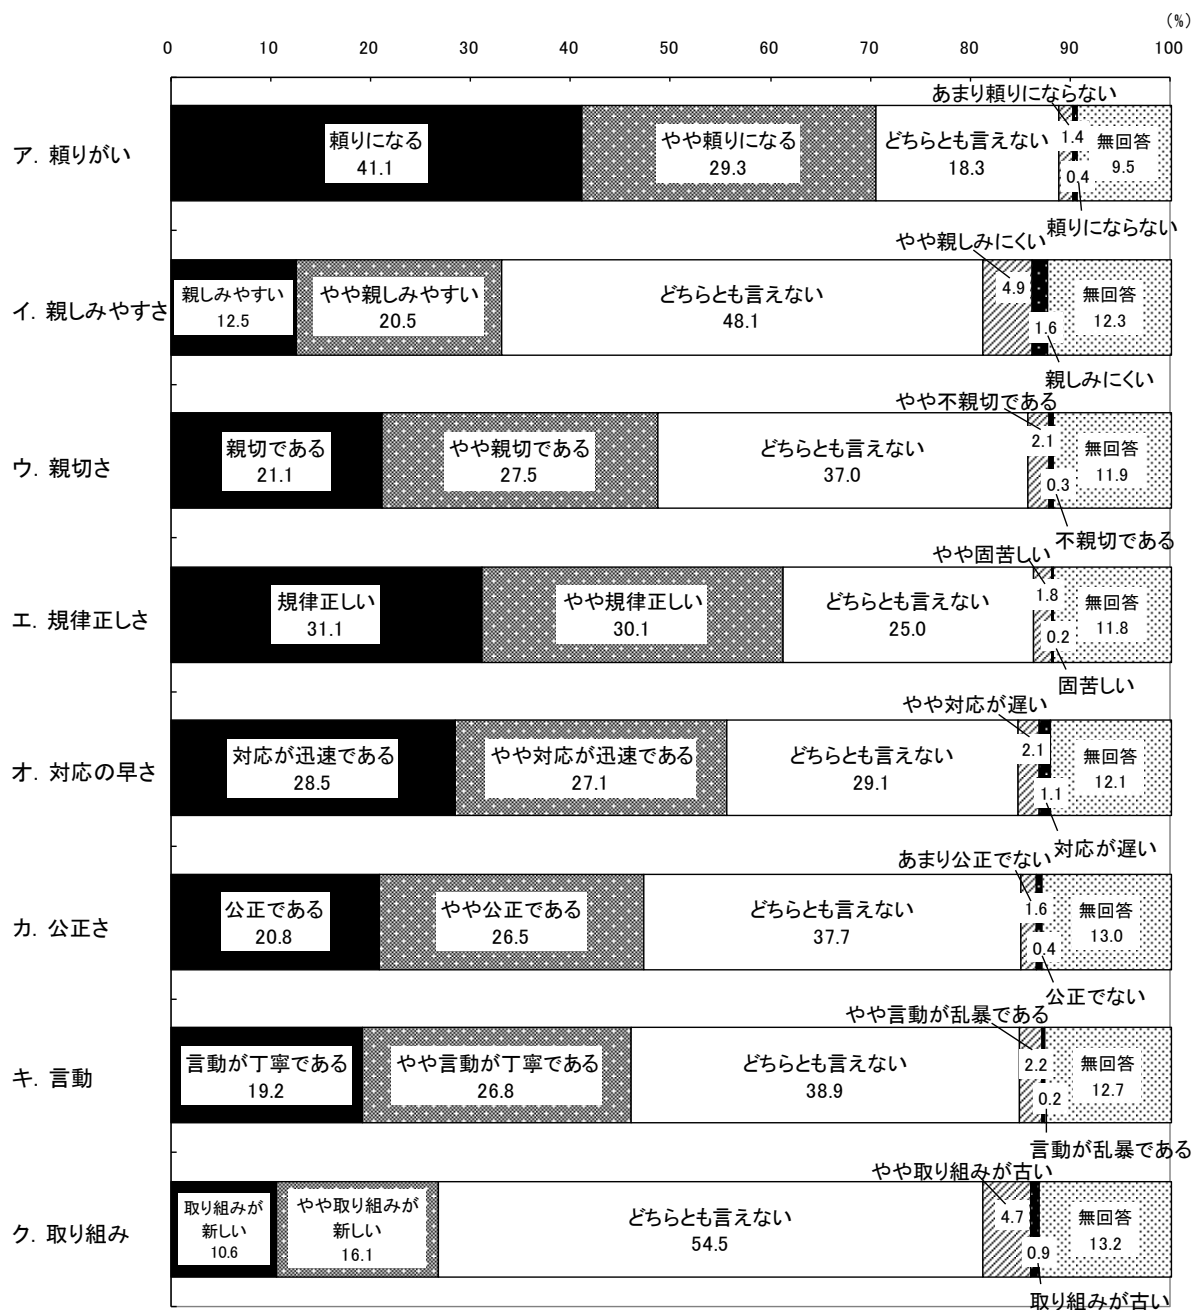 (%)
0 10 20 30 40 50 60 70 80 90 100
あまり頼りにならない
ア. 頼りがい
頼りになる
41.1
やや頼りになる
29.3
どちらとも言えない
18.3
1.4
0.4
無回答
9.5
頼りにならない
やや親しみにくい
イ. 親しみやすさ
親しみやすい
12.5
やや親しみやすい
20.5
どちらとも言えない
48.1
4.9
1.6
無回答
12.3
親しみにくい
やや不親切である
ウ. 親切さ
親切である
21.1
やや親切である
27.5
どちらとも言えない
37.0
2.1
0.3
無回答
11.9
不親切である
やや固苦しい
エ. 規律正しさ
規律正しい
31.1
やや規律正しい
30.1
どちらとも言えない
25.0
1.8
0.2
無回答
11.8
固苦しい
やや対応が遅い
オ. 対応の早さ
対応が迅速である
28.5
やや対応が迅速である
27.1
どちらとも言えない
29.1
2.1
1.1
無回答
12.1
対応が遅い
あまり公正でない
カ. 公正さ
公正である
20.8
やや公正である
26.5
どちらとも言えない
37.7
1.6
0.4
無回答
13.0
公正でない
やや言動が乱暴である
キ. 言動
言動が丁寧である
19.2
やや言動が丁寧である
26.8
どちらとも言えない
38.9
2.2
0.2
無回答
12.7
言動が乱暴である
やや取り組みが古い
ク. 取り組み
取り組みが
新しい
10.6
やや取り組みが
新しい
16.1
どちらとも言えない
54.5
4.7
0.9
無回答
13.2
取り組みが古い